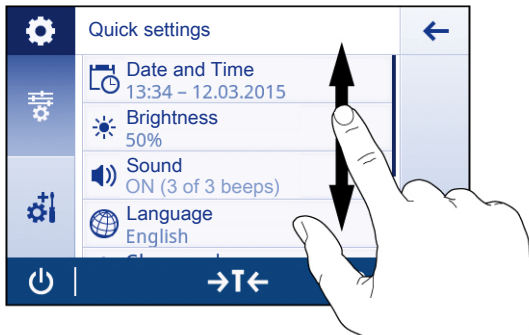 Quick settings
Date and Time
13:34 – 12.03.2015
Brightness
50%
Sound
ON (3 of 3 beeps)
Language
English
→T←